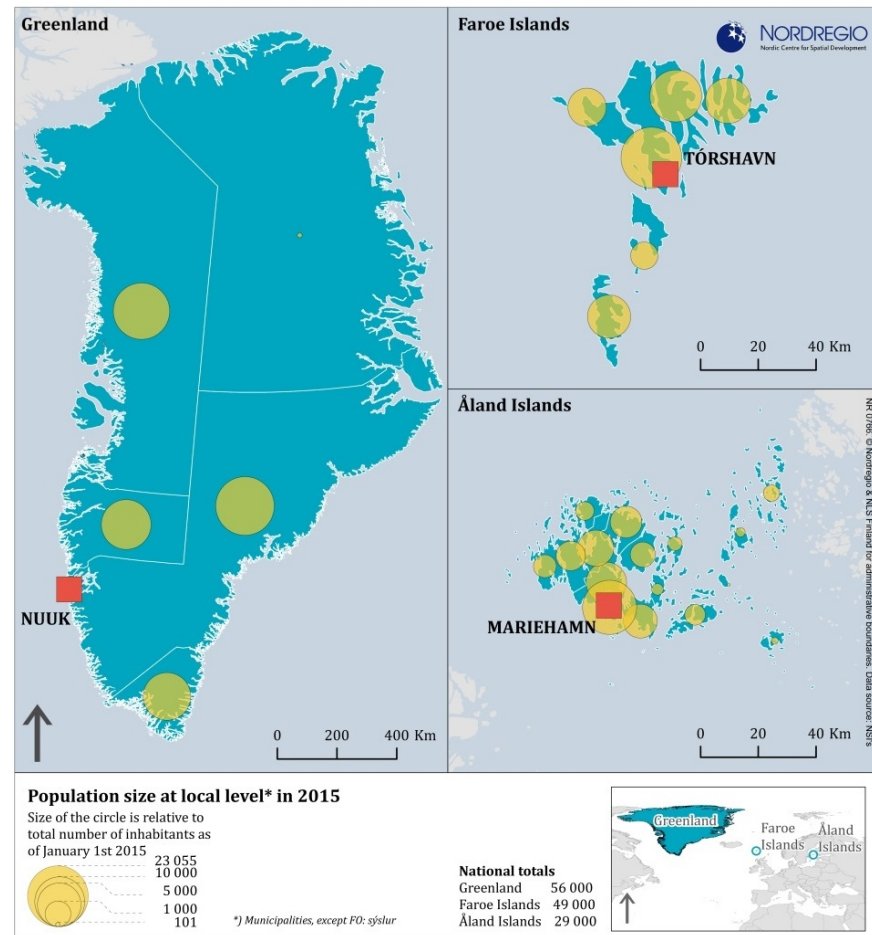 Greenland
NUUK
0 200 400 Km
Faroe Islands
NORDREGIO
Nordic Centre for Spatial Development
TÓRSHAVN
0 20 40 Km
Åland Islands
MARIEHAMN
0 20 40 Km
NR 0766. © Nordregio & NLS Finland for administrative boundaries. Data source: NSI's
Population size at local level* in 2015
Size of the circle is relative to
total number of inhabitants as
of January 1st 2015
23 055
10 000
5 000
1 000
101
*) Municipalities, except FO: sýslur
National totals
Greenland 56 000
Faroe Islands 49 000
Åland Islands 29 000
Greenland
Faroe
Islands
Åland
Islands